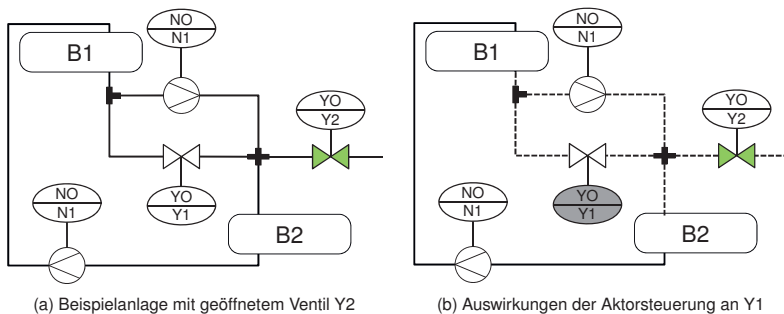 NO
N1
B1
YO
Y2
YO
Y1
NO
N1
B2
(a) Beispielanlage mit geöffnetem Ventil Y2
NO
N1
B1
YO
Y2
YO
Y1
NO
N1
B2
(b) Auswirkungen der Aktorsteuerung an Y1